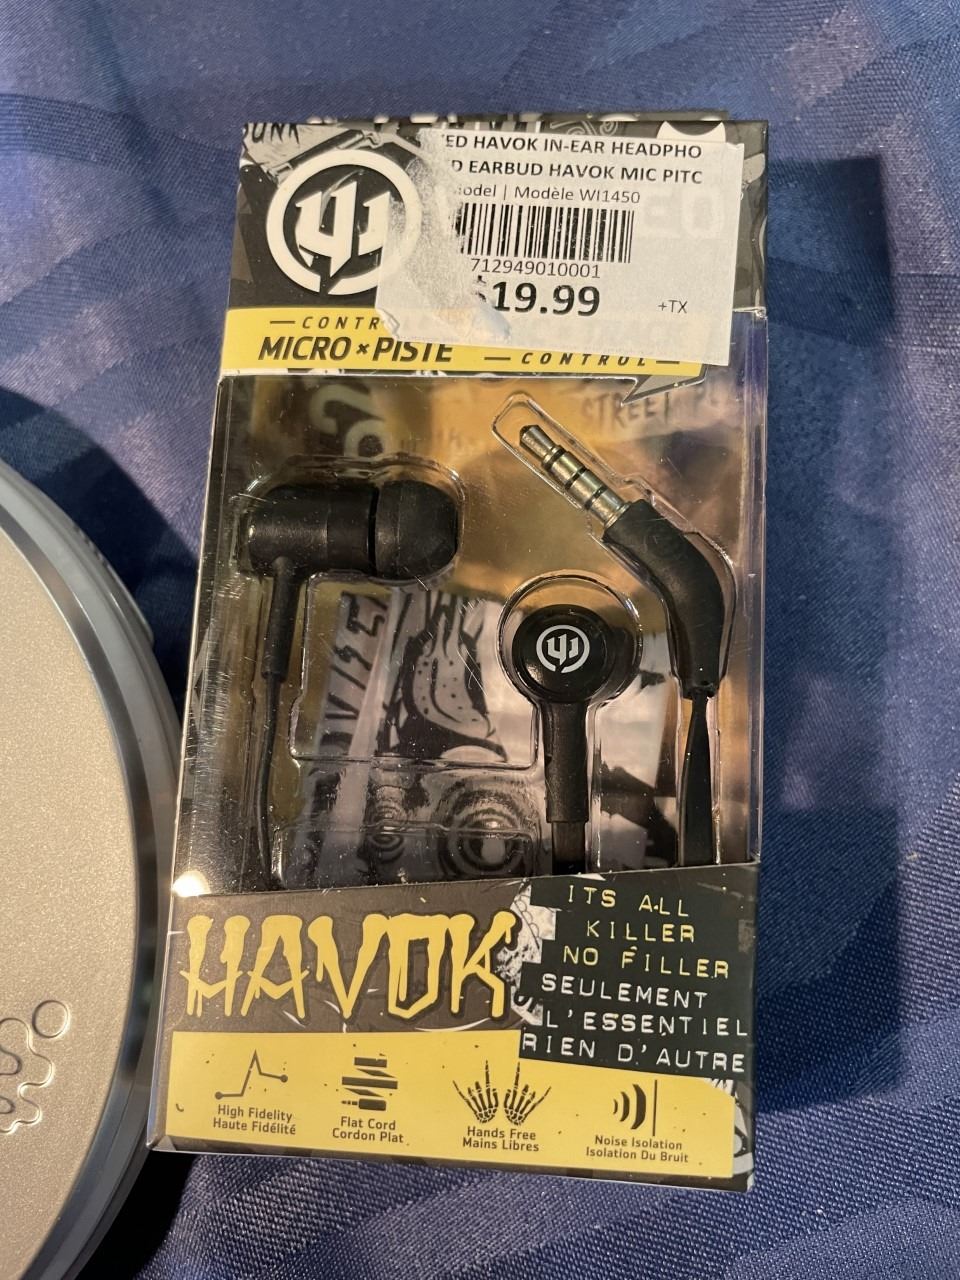 ED HAVOK IN-EAR HEADPHO
D EARBUD HAVOK MIC PITC
odel | Modèle WI1450
712949010001
$19.99 +TX
CONTR
MICRO × PISTE
CONTROL
STREET
HAVOK
ITS ALL
KILLER
NO FILLER
SEULEMENT
L'ESSENTIEL
RIEN D'AUTRE
High Fidelity
Haute Fidélité
Flat Cord
Cordon Plat
Hands Free
Mains Libres
Noise Isolation
Isolation Du Bruit